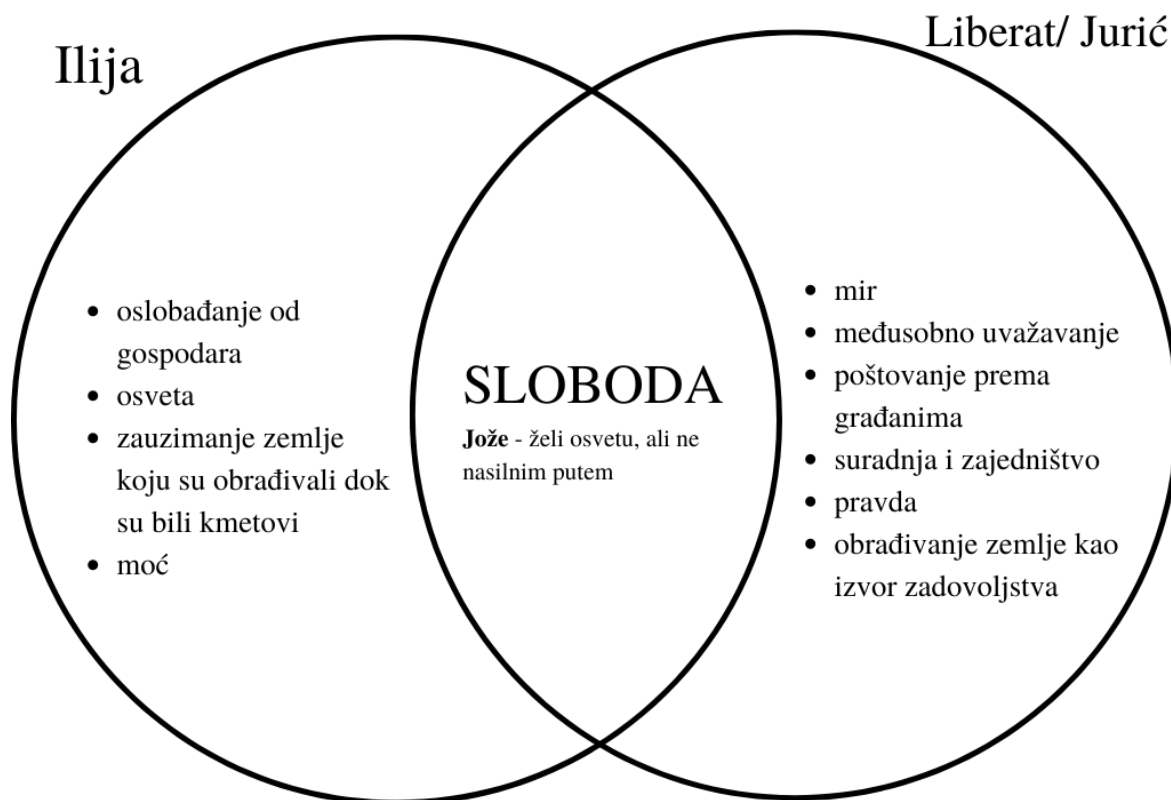 Ilija
Liberat/ Jurić
• oslobađanje od
gospodara
• osveta
• zauzimanje zemlje
koju su obrađivali dok
su bili kmetovi
• moć
SLOBODA
Jože - želi osvetu, ali ne
nasilnim putem
• mir
• međusobno uvažavanje
• poštovanje prema
građanima
• suradnja i zajedništvo
• pravda
• obrađivanje zemlje kao
izvor zadovoljstva